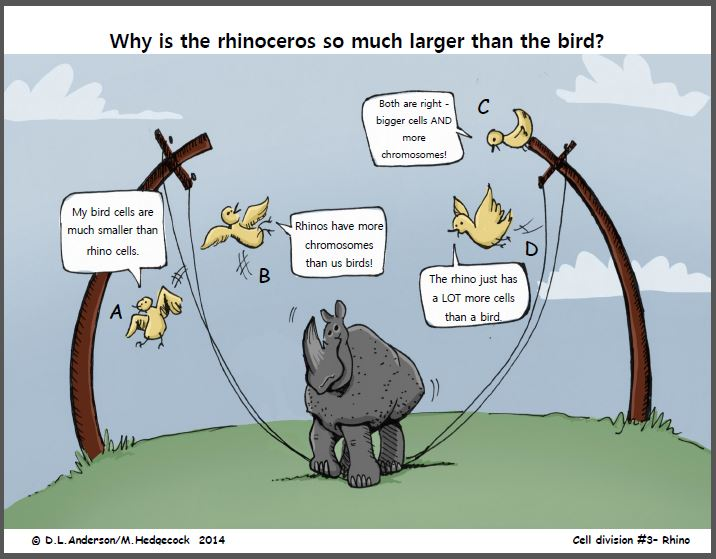 Why is the rhinoceros so much larger than the bird?
Both are right -
bigger cells AND
more
chromosomes!
C
My bird cells are
much smaller than
rhino cells.
A
Rhinos have more
chromosomes
than us birds!
B
The rhino just has
a LOT more cells
than a bird.
D
© D.L.Anderson/M.Hedgecock 2014
Cell division #3- Rhino